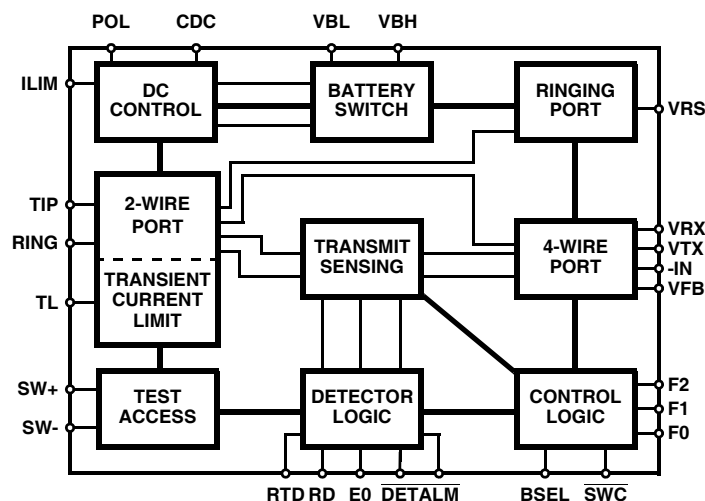 POL CDC VBL VBH
ILIM
DC
CONTROL
BATTERY
SWITCH
RINGING
PORT
VRS
TIP
RING
TL
2-WIRE
PORT
TRANSIENT
CURRENT
LIMIT
TRANSMIT
SENSING
4-WIRE
PORT
VRX
VTX
-IN
VFB
SW+
SW-
TEST
ACCESS
DETECTOR
LOGIC
CONTROL
LOGIC
F2
F1
F0
RTD RD E0 DET ALM BSEL SWC